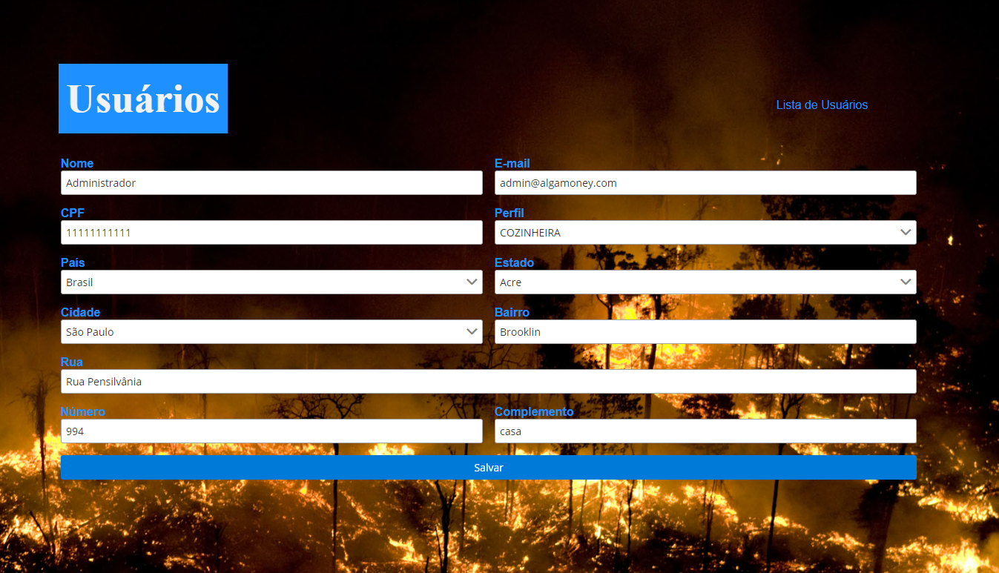 Usuários
Lista de Usuários
Nome
E-mail
Administrador
admin@algamoney.com
CPF
Perfil
11111111111
COZINHEIRA
País
Estado
Brasil
Acre
Cidade
Bairro
São Paulo
Brooklin
Rua
Rua Pensilvânia
Número
Complemento
994
casa
Salvar